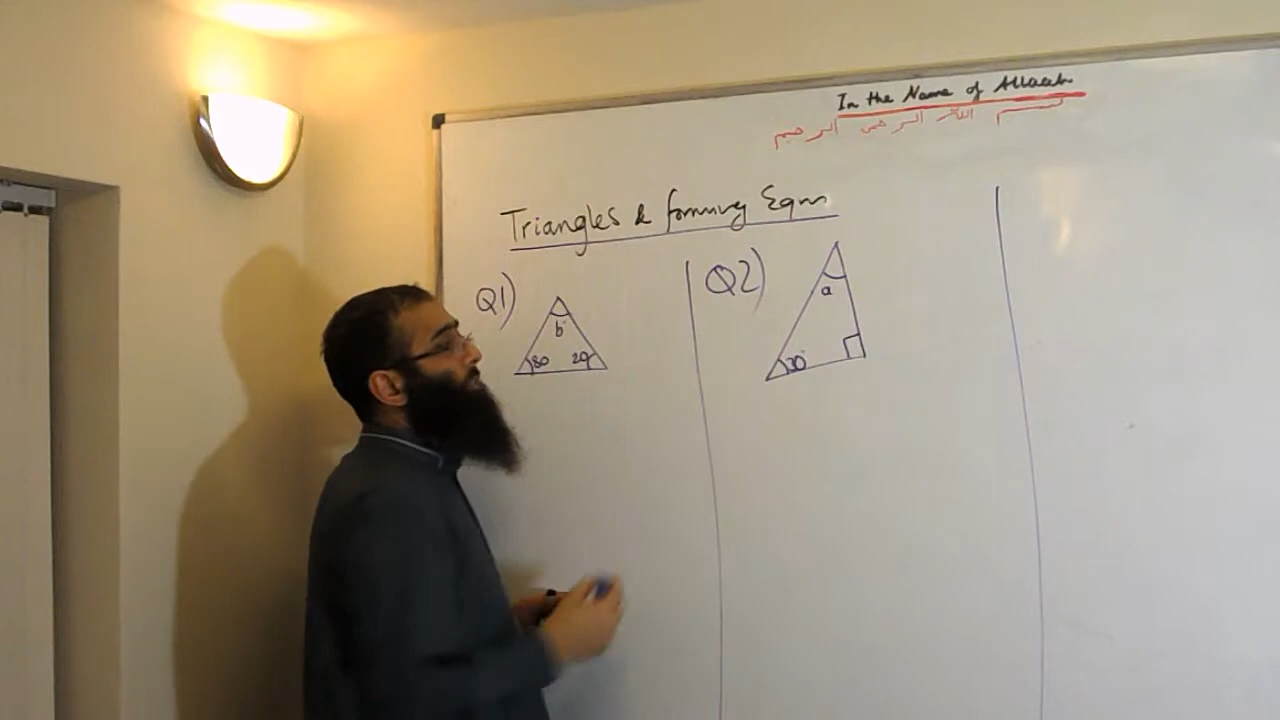 In the Name of Allaah
بسم الله الرحمن الرحيم
Triangles & forming Eqns
Q1)
b°
80
20
Q2)
a
30°